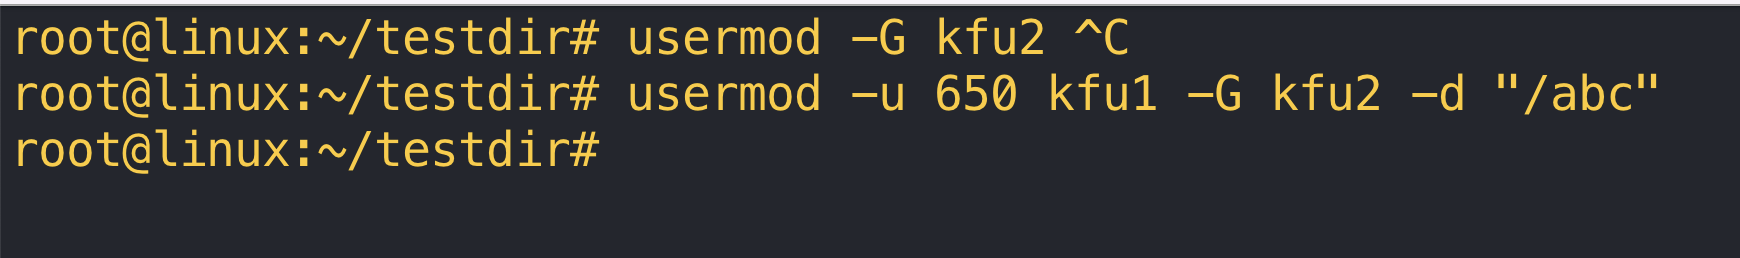 root@linux:~/testdir# usermod -G kfu2 ^C
root@linux:~/testdir# usermod -u 650 kfu1 -G kfu2 -d "/abc"
root@linux:~/testdir#